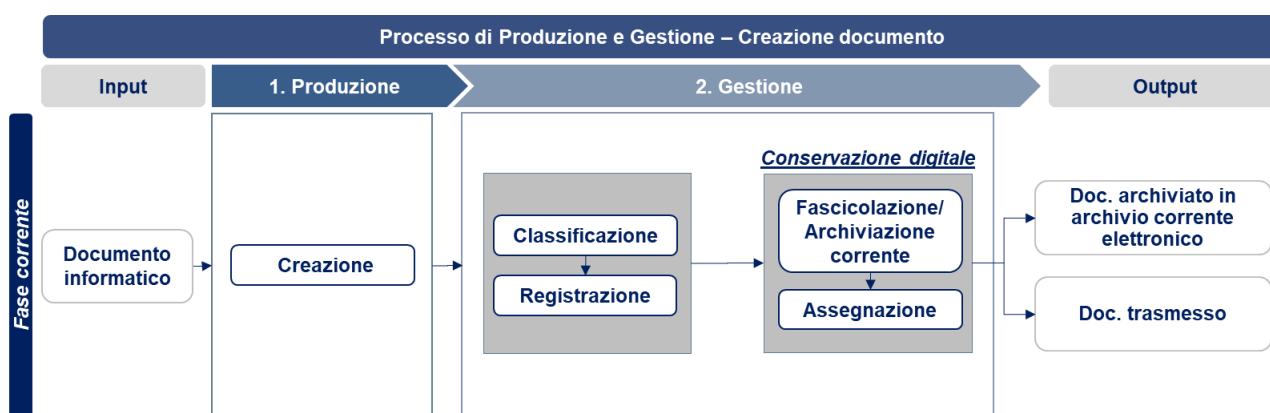 Processo di Produzione e Gestione – Creazione documento
Input
1. Produzione
2. Gestione
Output
Fase corrente
Documento
informatico
Creazione
Classificazione
Registrazione
Conservazione digitale
Fascicolazione/
Archiviazione
corrente
Assegnazione
Doc. archiviato in
archivio corrente
elettronico
Doc. trasmesso